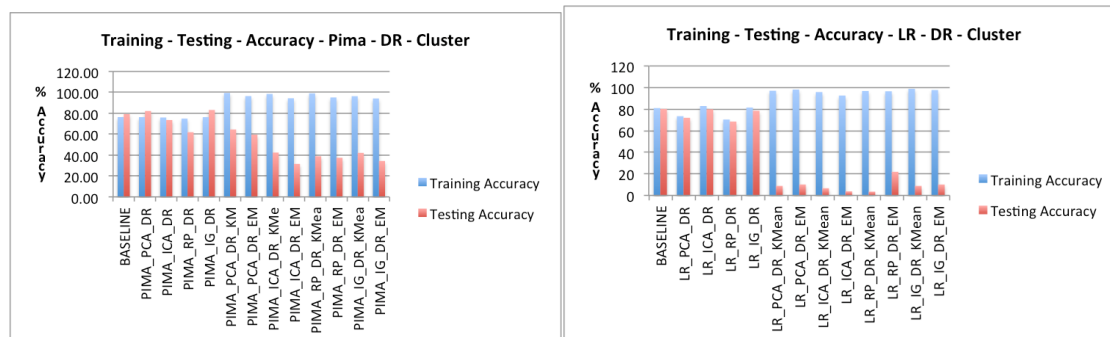 Training - Testing - Accuracy - Pima - DR - Cluster
% Accuracy
120.00
100.00
80.00
60.00
40.00
20.00
0.00
BASELINE
PIMA_PCA_DR
PIMA_ICA_DR
PIMA_RP_DR
PIMA_IG_DR
PIMA_PCA_DR_KM
PIMA_PCA_DR_EM
PIMA_ICA_DR_KMe
PIMA_ICA_DR_EM
PIMA_RP_DR_KMea
PIMA_RP_DR_EM
PIMA_IG_DR_KMea
PIMA_IG_DR_EM
Training Accuracy
Testing Accuracy
Training - Testing - Accuracy - LR - DR - Cluster
% Accuracy
120
100
80
60
40
20
0
BASELINE
LR_PCA_DR
LR_ICA_DR
LR_RP_DR
LR_IG_DR
LR_PCA_DR_KMean
LR_PCA_DR_EM
LR_ICA_DR_KMean
LR_ICA_DR_EM
LR_RP_DR_KMean
LR_RP_DR_EM
LR_IG_DR_KMean
LR_IG_DR_EM
Training Accuracy
Testing Accuracy